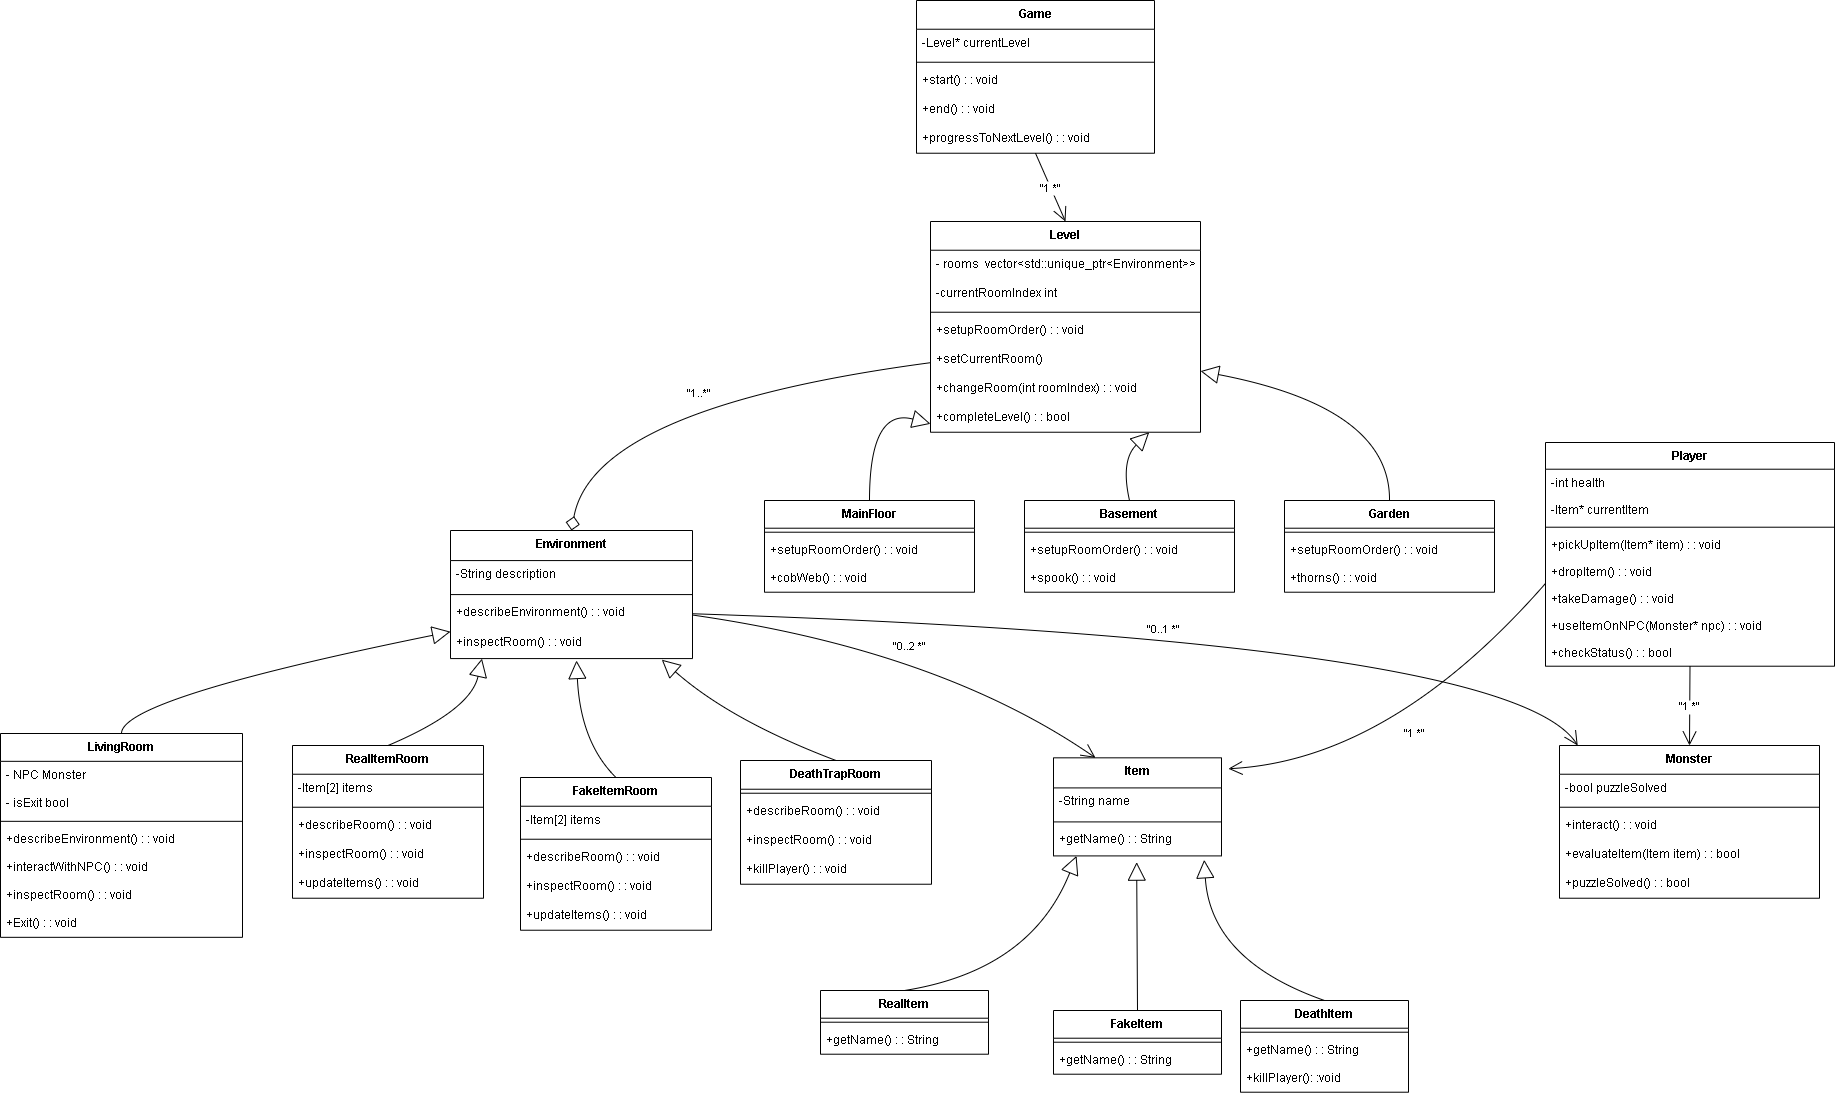 Game
-Level* currentLevel
+start() : : void
+end() : : void
+progressToNextLevel() : : void
"1 *"
Level
- rooms  vector<std::unique_ptr<Environment>>
-currentRoomIndex int
+setupRoomOrder() : : void
+setCurrentRoom()
+changeRoom(int roomIndex) : : void
+completeLevel() : : bool
"1..*"
MainFloor
+setupRoomOrder() : : void
+cobWeb() : : void
Basement
+setupRoomOrder() : : void
+spook() : : void
Garden
+setupRoomOrder() : : void
+thorns() : : void
Player
-int health
-Item* currentItem
+pickUpItem(Item* item) : : void
+dropItem() : : void
+takeDamage() : : void
+useItemOnNPC(Monster* npc) : : void
+checkStatus() : : bool
Environment
-String description
+describeEnvironment() : : void
+inspectRoom() : : void
"0..2 *"
"0..1 *"
"1 *"
"1 *"
LivingRoom
- NPC Monster
- isExit bool
+describeEnvironment() : : void
+interactWithNPC() : : void
+inspectRoom() : : void
+Exit() : : void
RealItemRoom
-Item[2] items
+describeRoom() : : void
+inspectRoom() : : void
+updateItems() : : void
FakeItemRoom
-Item[2] items
+describeRoom() : : void
+inspectRoom() : : void
+updateItems() : : void
DeathTrapRoom
+describeRoom() : : void
+inspectRoom() : : void
+killPlayer() : : void
Item
-String name
+getName() : : String
Monster
-bool puzzleSolved
+interact() : : void
+evaluateItem(Item item) : : bool
+puzzleSolved() : : bool
RealItem
+getName() : : String
FakeItem
+getName() : : String
DeathItem
+getName() : : String
+killPlayer(): :void